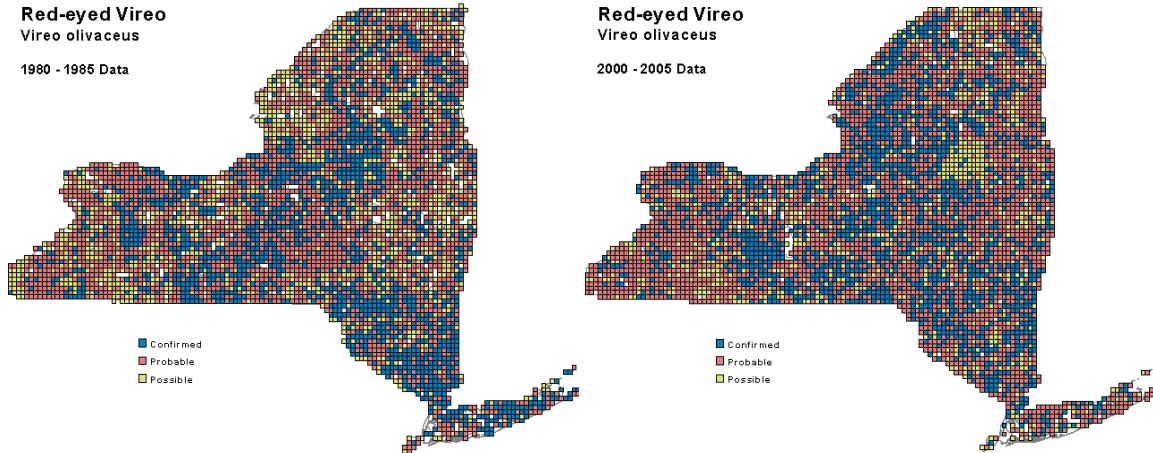 Red-eyed Vireo
Vireo olivaceus
1980 - 1985 Data
Confirmed
Probable
Possible
Red-eyed Vireo
Vireo olivaceus
2000 - 2005 Data
Confirmed
Probable
Possible